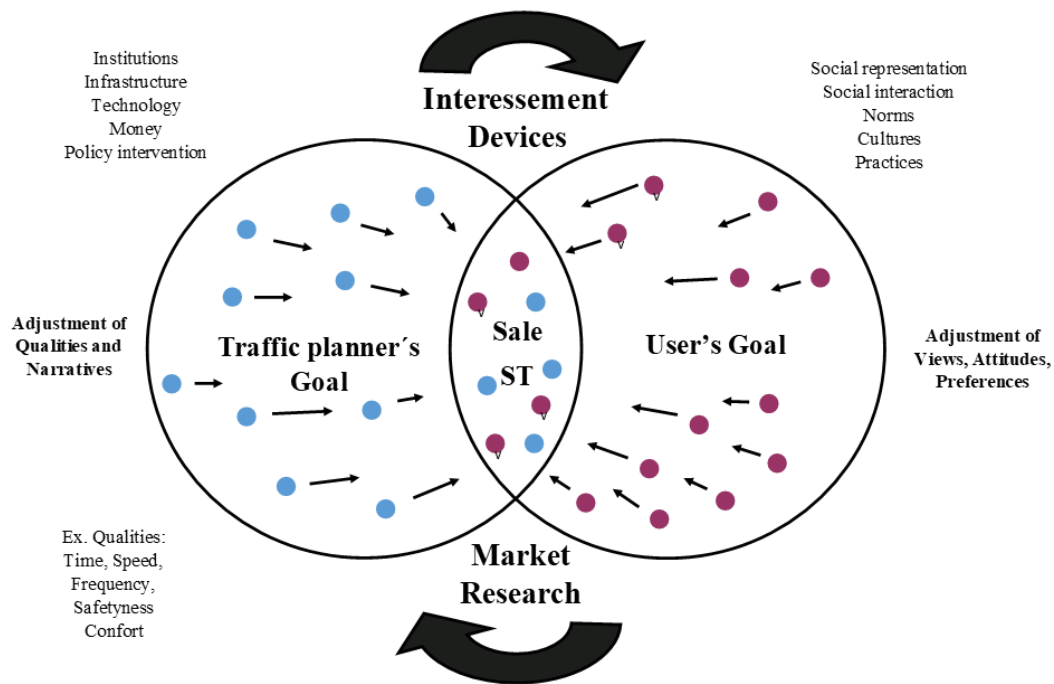 Institutions
Infrastructure
Technology
Money
Policy intervention
Interessement
Devices
Social representation
Social interaction
Norms
Cultures
Practices
Adjustment of
Qualities and
Narratives
Traffic planner´s
Goal
Sale
ST
User's Goal
Adjustment of
Views, Attitudes,
Preferences
Ex. Qualities:
Time, Speed,
Frequency,
Safetyness
Confort
Market
Research
v
v
v
v
v